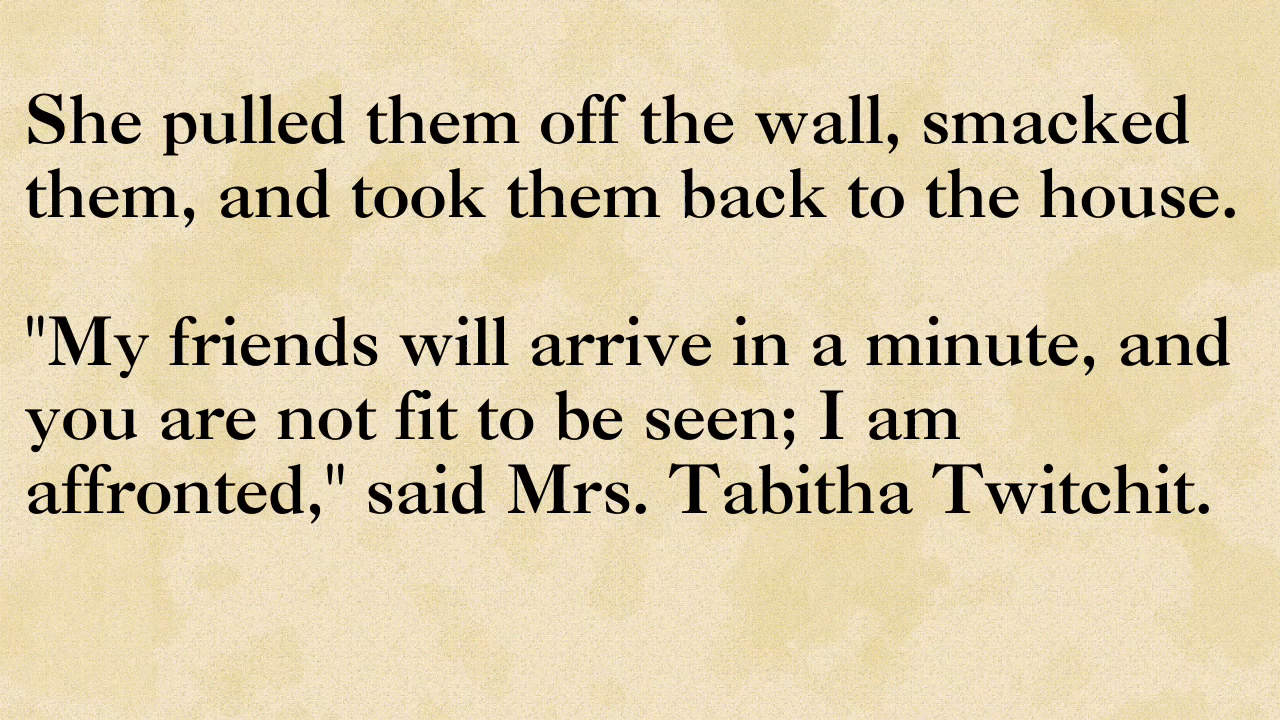 She pulled them off the wall, smacked
them, and took them back to the house.
"My friends will arrive in a minute, and
you are not fit to be seen; I am
affronted," said Mrs. Tabitha Twitchit.